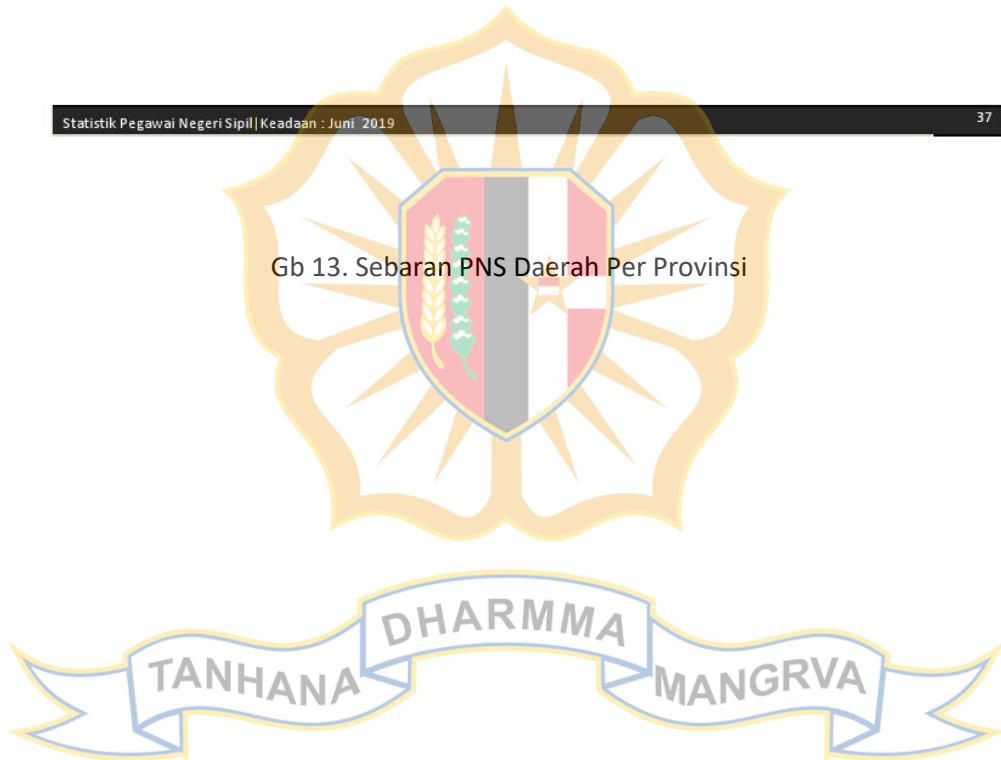 Statistik Pegawai Negeri Sipil|Keadaan : Juni 2019 37
Gb 13. Sebaran PNS Daerah Per Provinsi
TANHANA DHARMMA MANGRVA